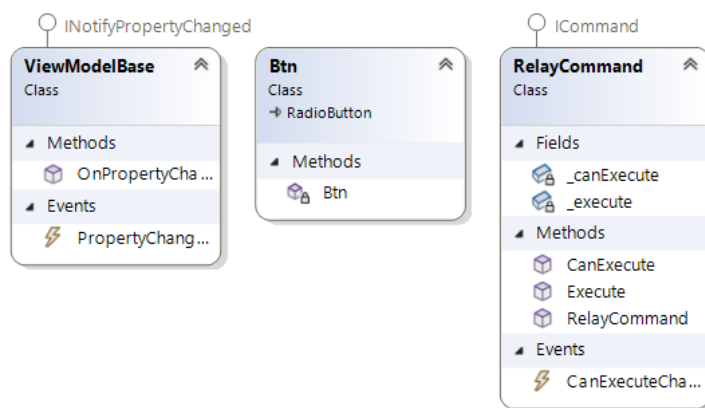 INotifyPropertyChanged
ViewModelBase
Class
Methods
OnPropertyCha...
Events
PropertyChang...
Btn
Class
RadioButton
Methods
Btn
ICommand
RelayCommand
Class
Fields
_canExecute
_execute
Methods
CanExecute
Execute
RelayCommand
Events
CanExecuteCha...